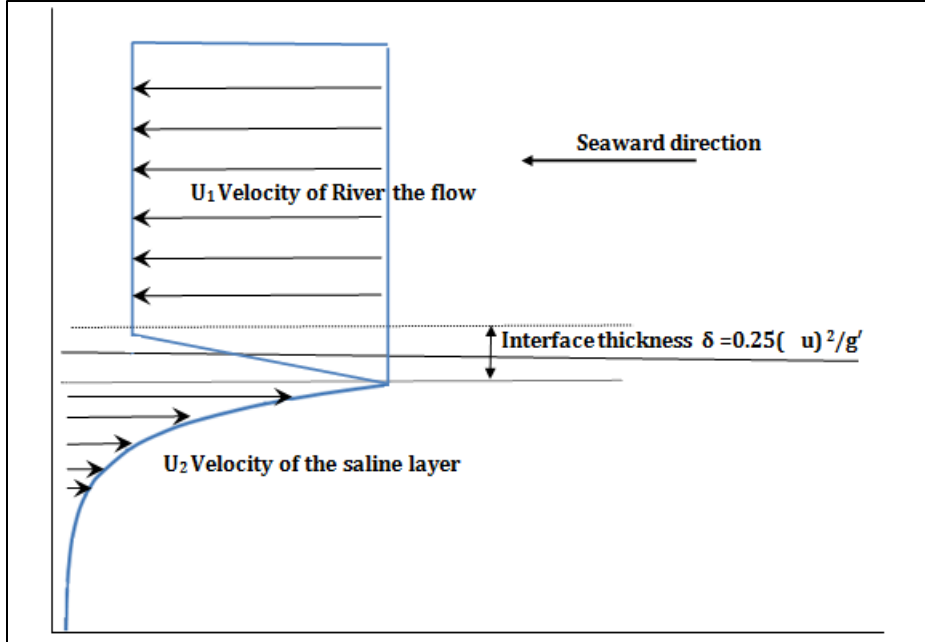 Seaward direction
U₁ Velocity of River the flow
Interface thickness δ =0.25( u) ²/g′
U₂ Velocity of the saline layer